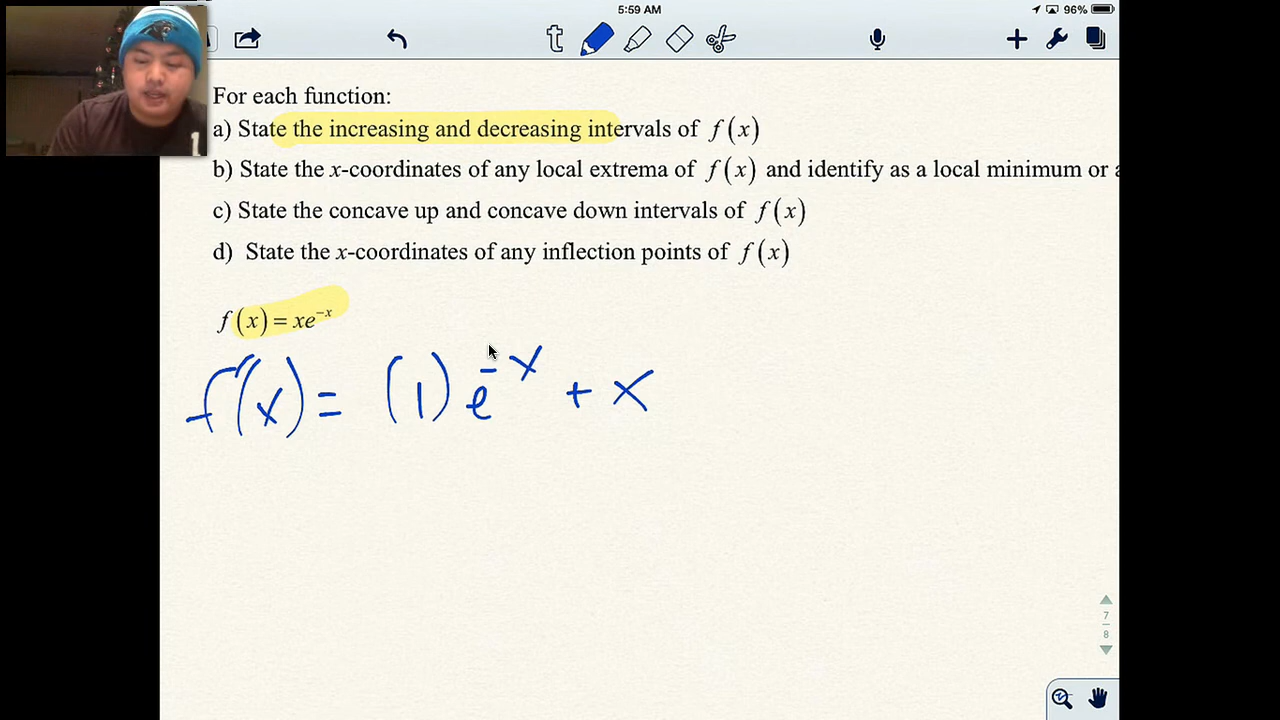 5:59 AM
96%
t
For each function:
a) State the increasing and decreasing intervals of f(x)
b) State the x-coordinates of any local extrema of f(x) and identify as a local minimum or a
c) State the concave up and concave down intervals of f(x)
d) State the x-coordinates of any inflection points of f(x)
f(x) = xe⁻ˣ
f'(x) = (1) e⁻ˣ + x
7
8